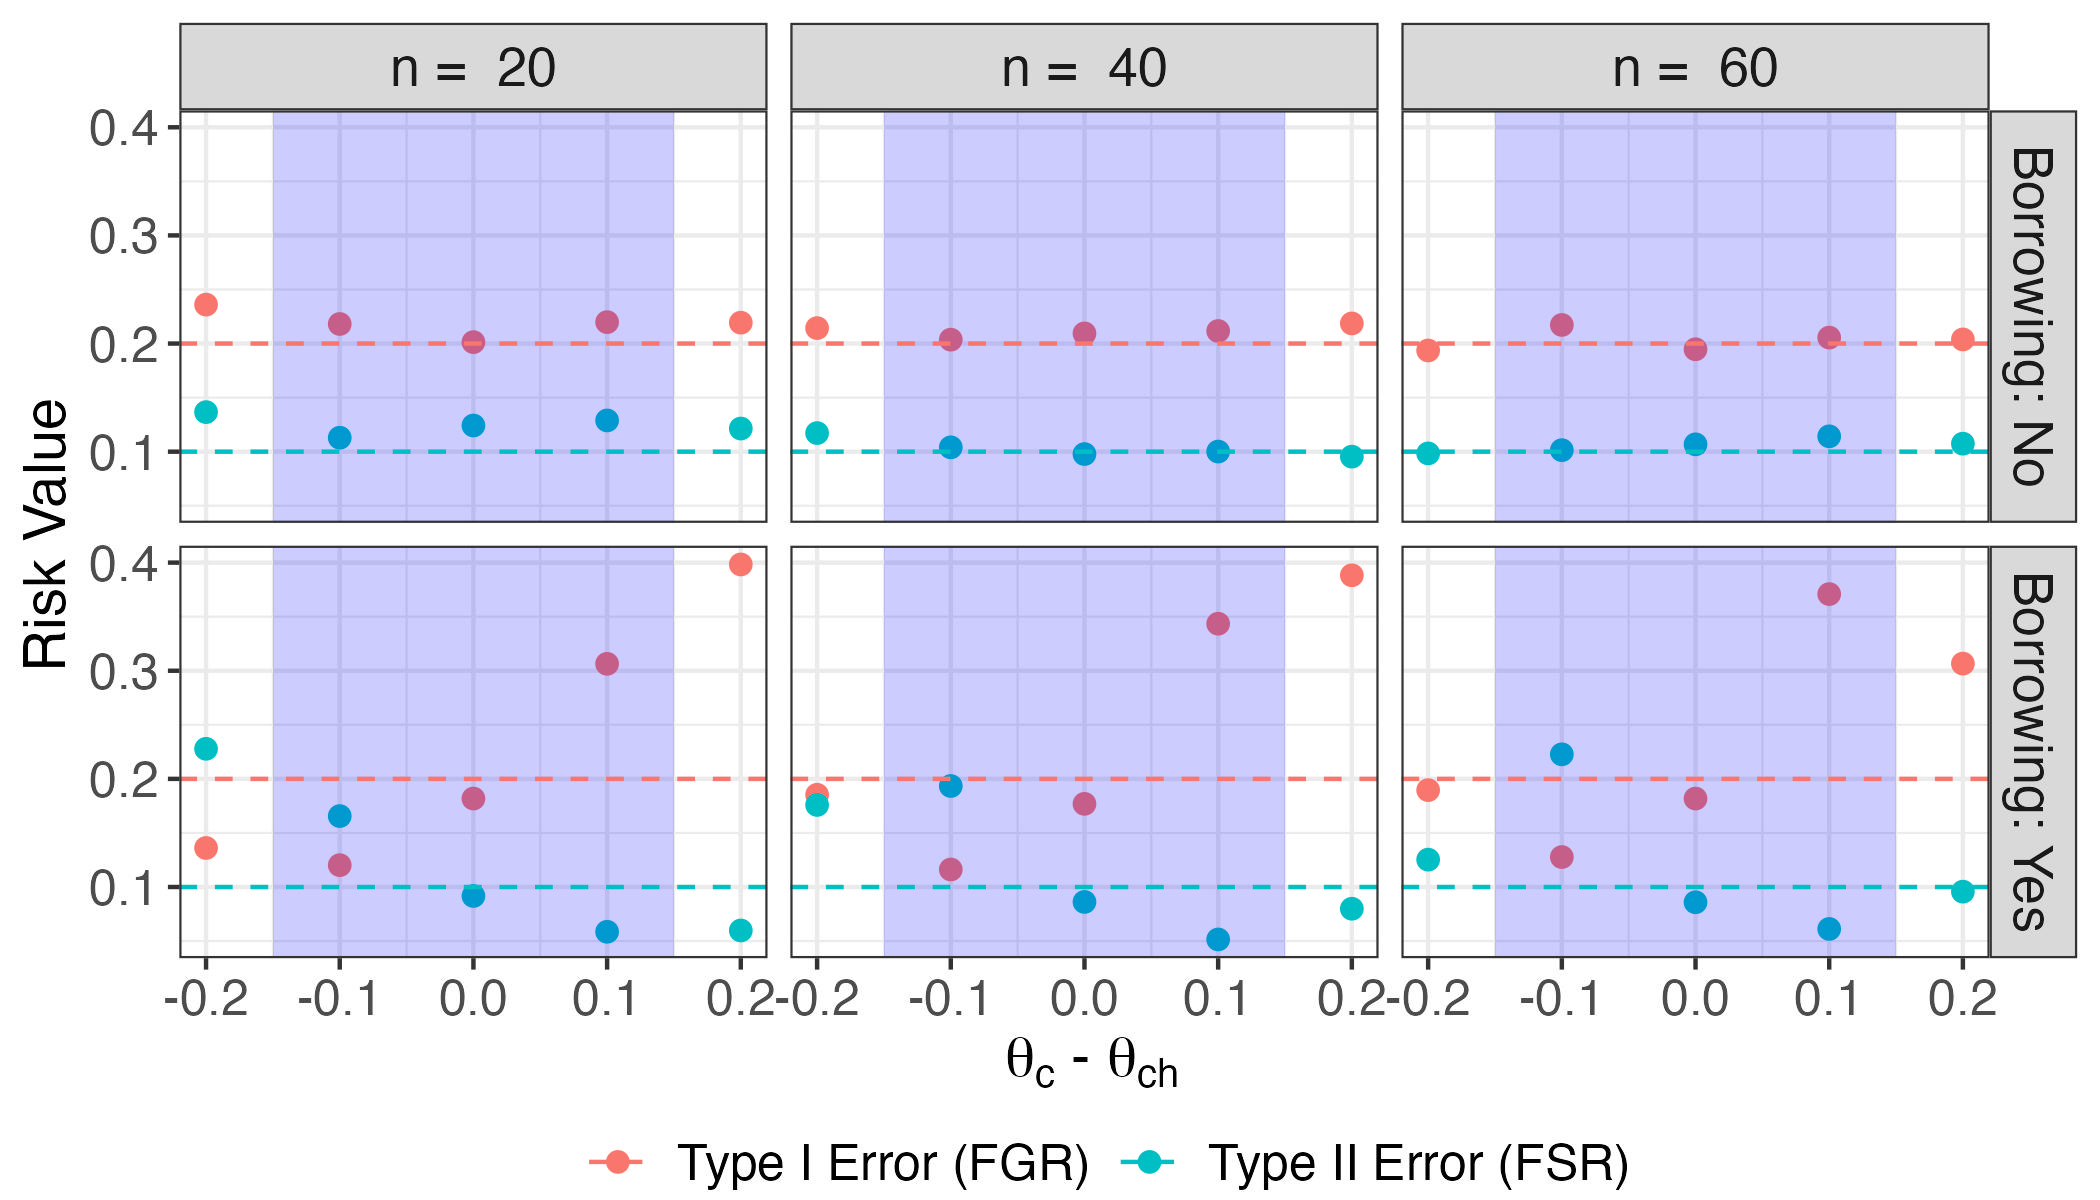 n = 20
n = 40
n = 60
0.4
0.3
0.2
0.1
Borrowing: No
0.4
0.3
0.2
0.1
Borrowing: Yes
Risk Value
-0.2 -0.1 0.0 0.1 0.2
-0.2 -0.1 0.0 0.1 0.2
-0.2 -0.1 0.0 0.1 0.2
θc - θch
Type I Error (FGR)
Type II Error (FSR)